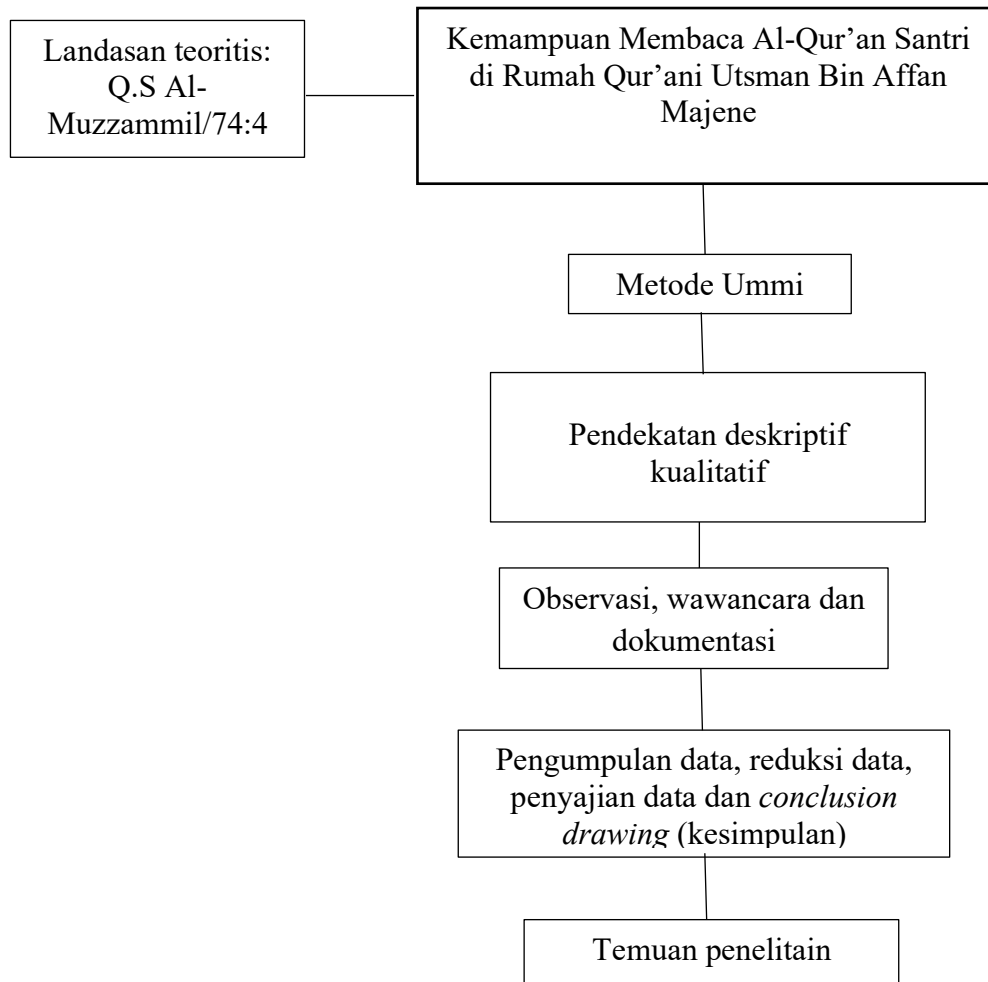 Landasan teoritis:
Q.S Al-
Muzzammil/74:4
Kemampuan Membaca Al-Qur’an Santri
di Rumah Qur’ani Utsman Bin Affan
Majene
Metode Ummi
Pendekatan deskriptif
kualitatif
Observasi, wawancara dan
dokumentasi
Pengumpulan data, reduksi data,
penyajian data dan conclusion
drawing (kesimpulan)
Temuan penelitain